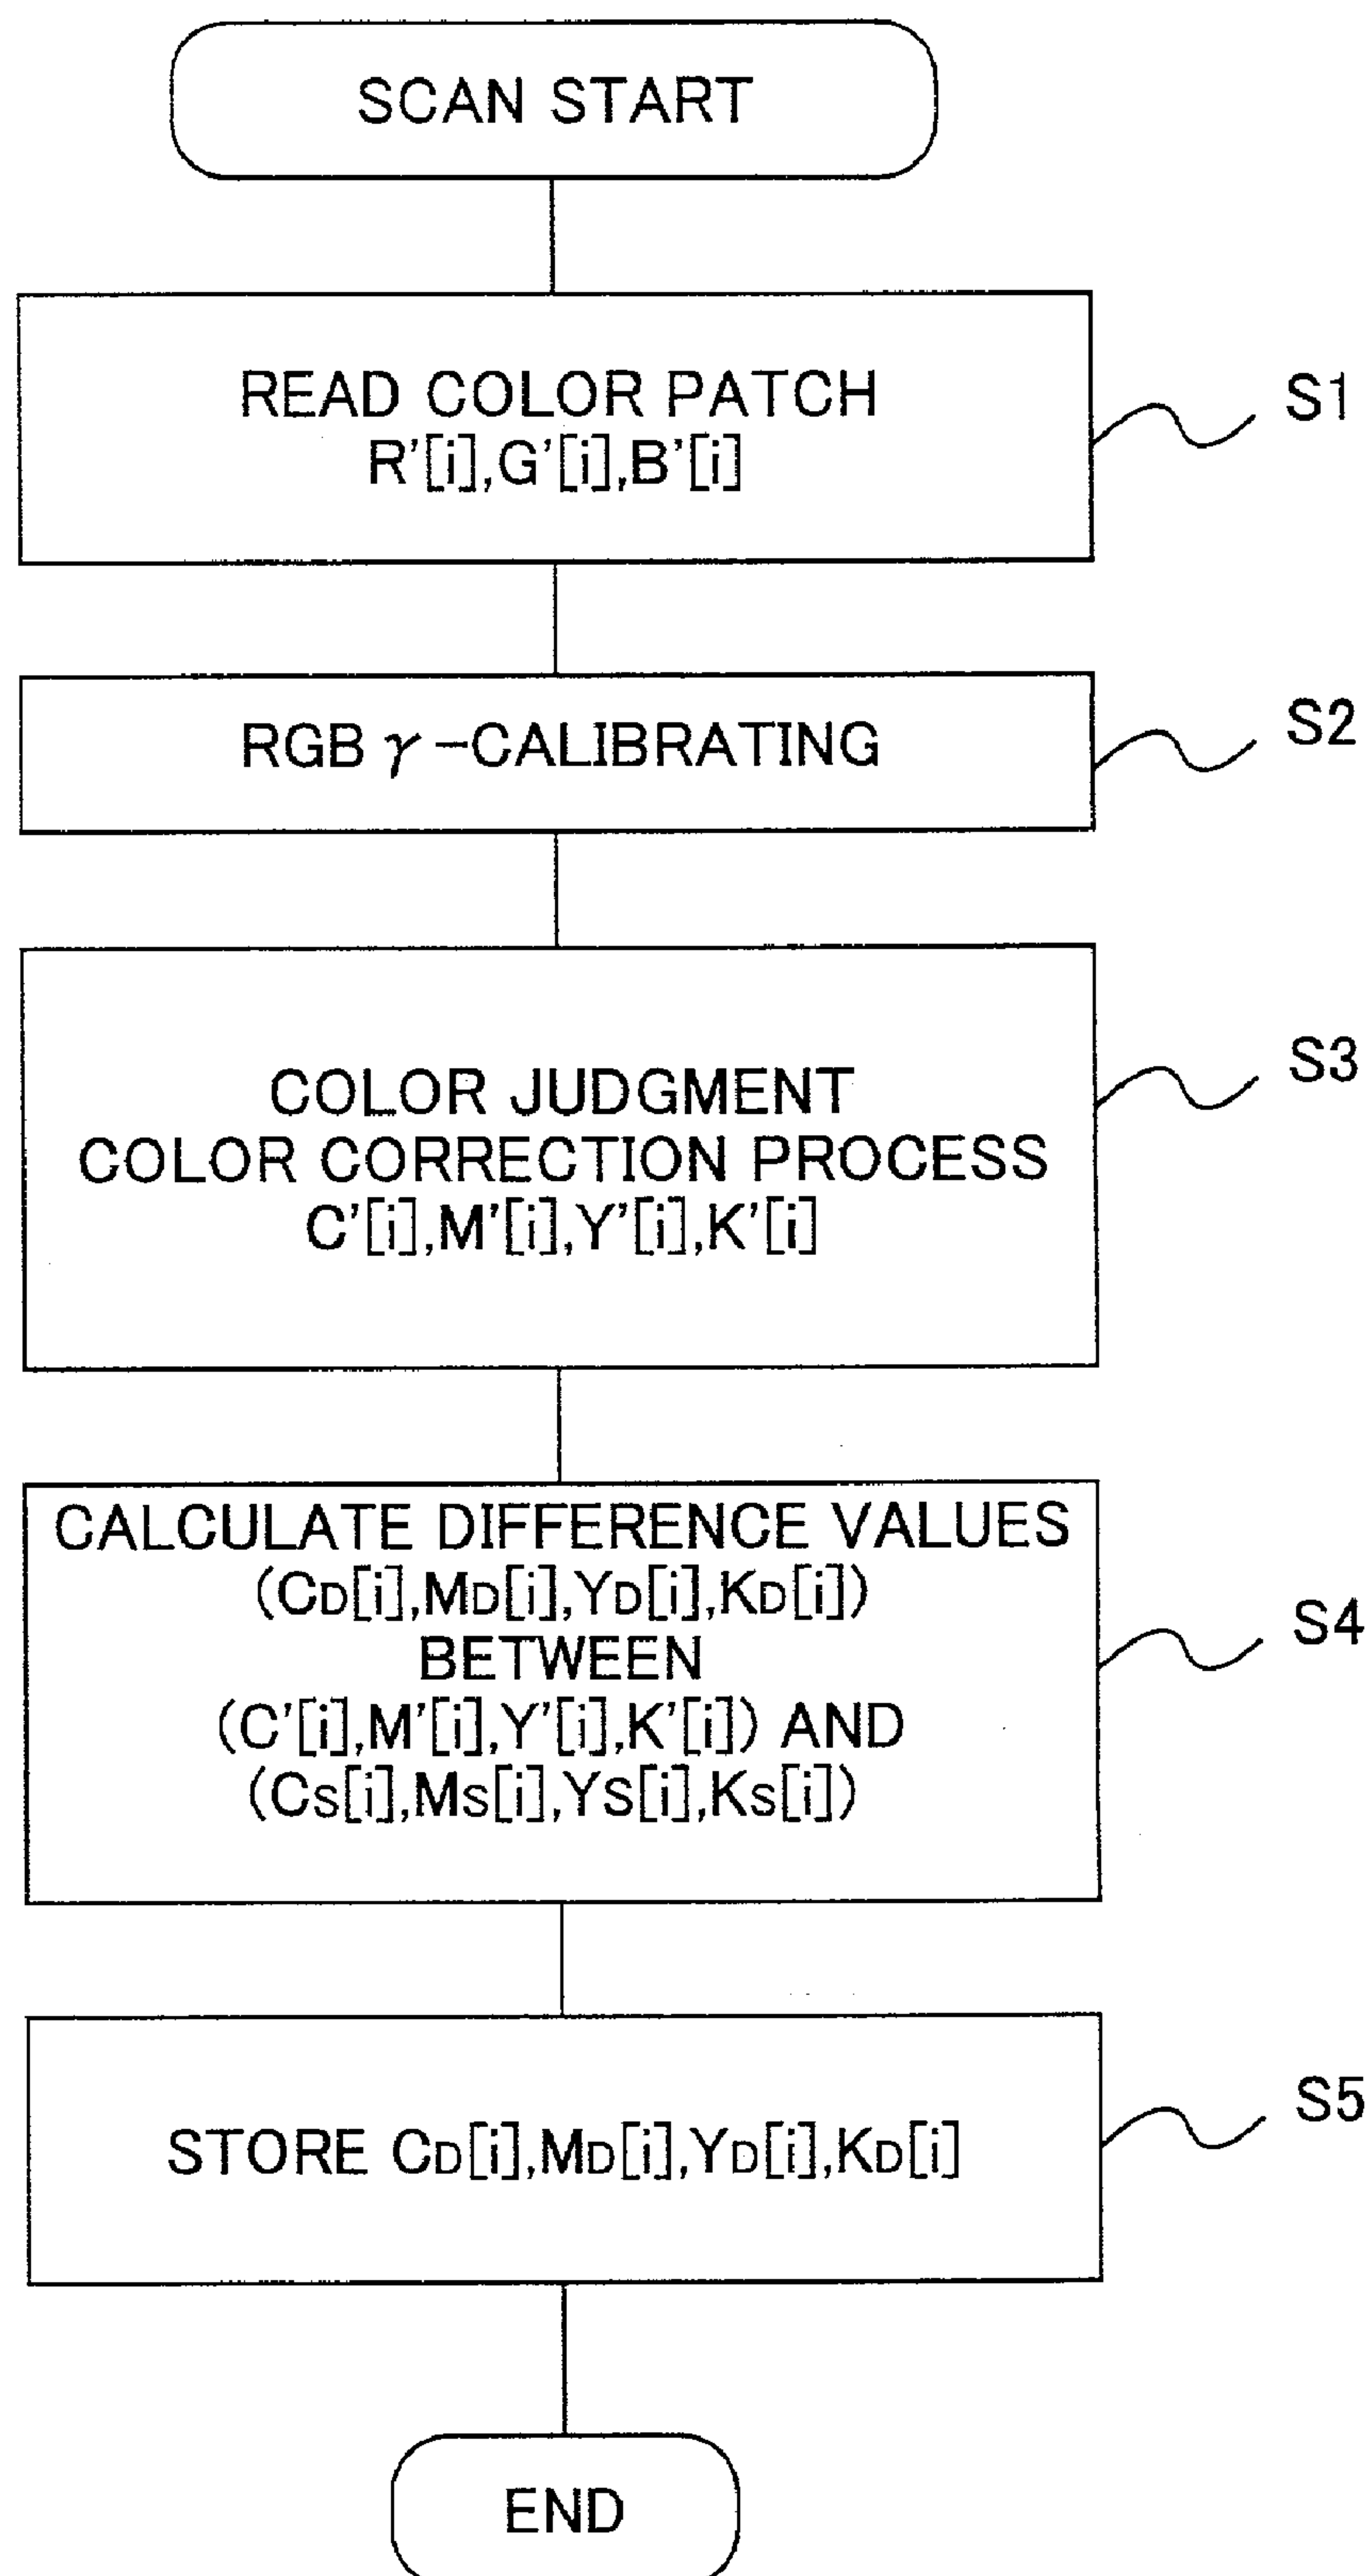 SCAN START
READ COLOR PATCH
R'[i],G'[i],B'[i]
S1
RGB γ-CALIBRATING
S2
COLOR JUDGMENT
COLOR CORRECTION PROCESS
C'[i],M'[i],Y'[i],K'[i]
S3
CALCULATE DIFFERENCE VALUES
(CD[i],MD[i],YD[i],KD[i])
BETWEEN
(C'[i],M'[i],Y'[i],K'[i]) AND
(CS[i],MS[i],YS[i],KS[i])
S4
STORE CD[i],MD[i],YD[i],KD[i]
S5
END